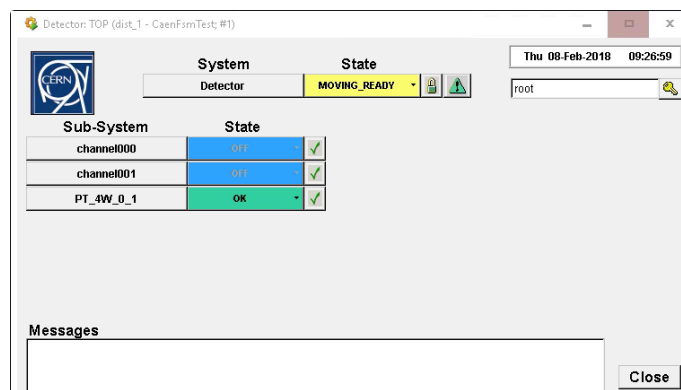 Detector: TOP (dist_1 - CaenFsmTest; #1)
Thu 08-Feb-2018 09:26:59
CERN
System State
Detector MOVING_READY
root
Sub-System State
channel000 OFF
channel001 OFF
PT_4W_0_1 OK
Messages
Close